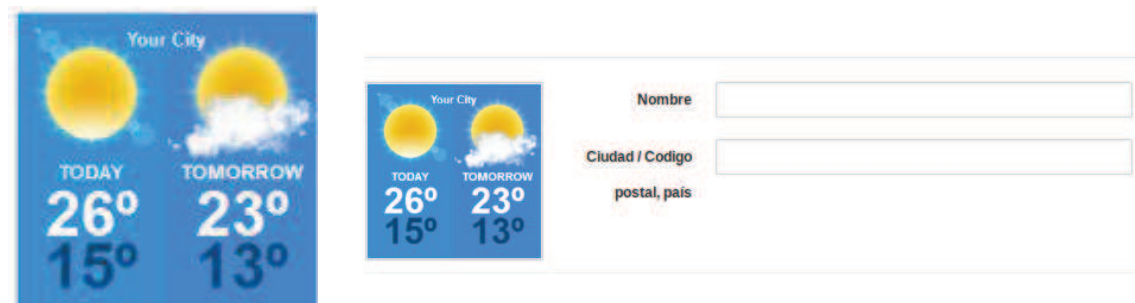 Your City
TODAY TOMORROW
26º 23º
15º 13º
Your City
TODAY TOMORROW
26º 23º
15º 13º
Nombre
Ciudad / Codigo
postal, país